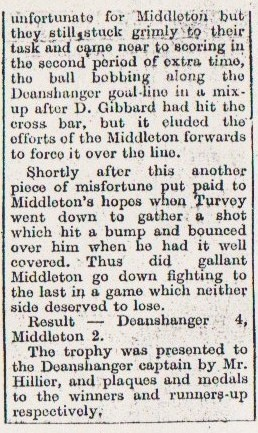 unfortunate for Middleton but
they still stuck grimly to their
task and came near to scoring in
the second period of extra time,
the ball bobbing along the
Deanshanger goal-line in a mix-
up after D. Gibbard had hit the
cross bar, but it eluded the
efforts of the Middleton forwards
to force it over the line.
Shortly after this another
piece of misfortune put paid to
Middleton's hopes when Turvey
went down to gather a shot
which hit a bump and bounced
over him when he had it well
covered. Thus did gallant
Middleton go down fighting to
the last in a game which neither
side deserved to lose.
Result — Deanshanger 4,
Middleton 2.
The trophy was presented to
the Deanshanger captain by Mr.
Hillier, and plaques and medals
to the winners and runners-up
respectively.